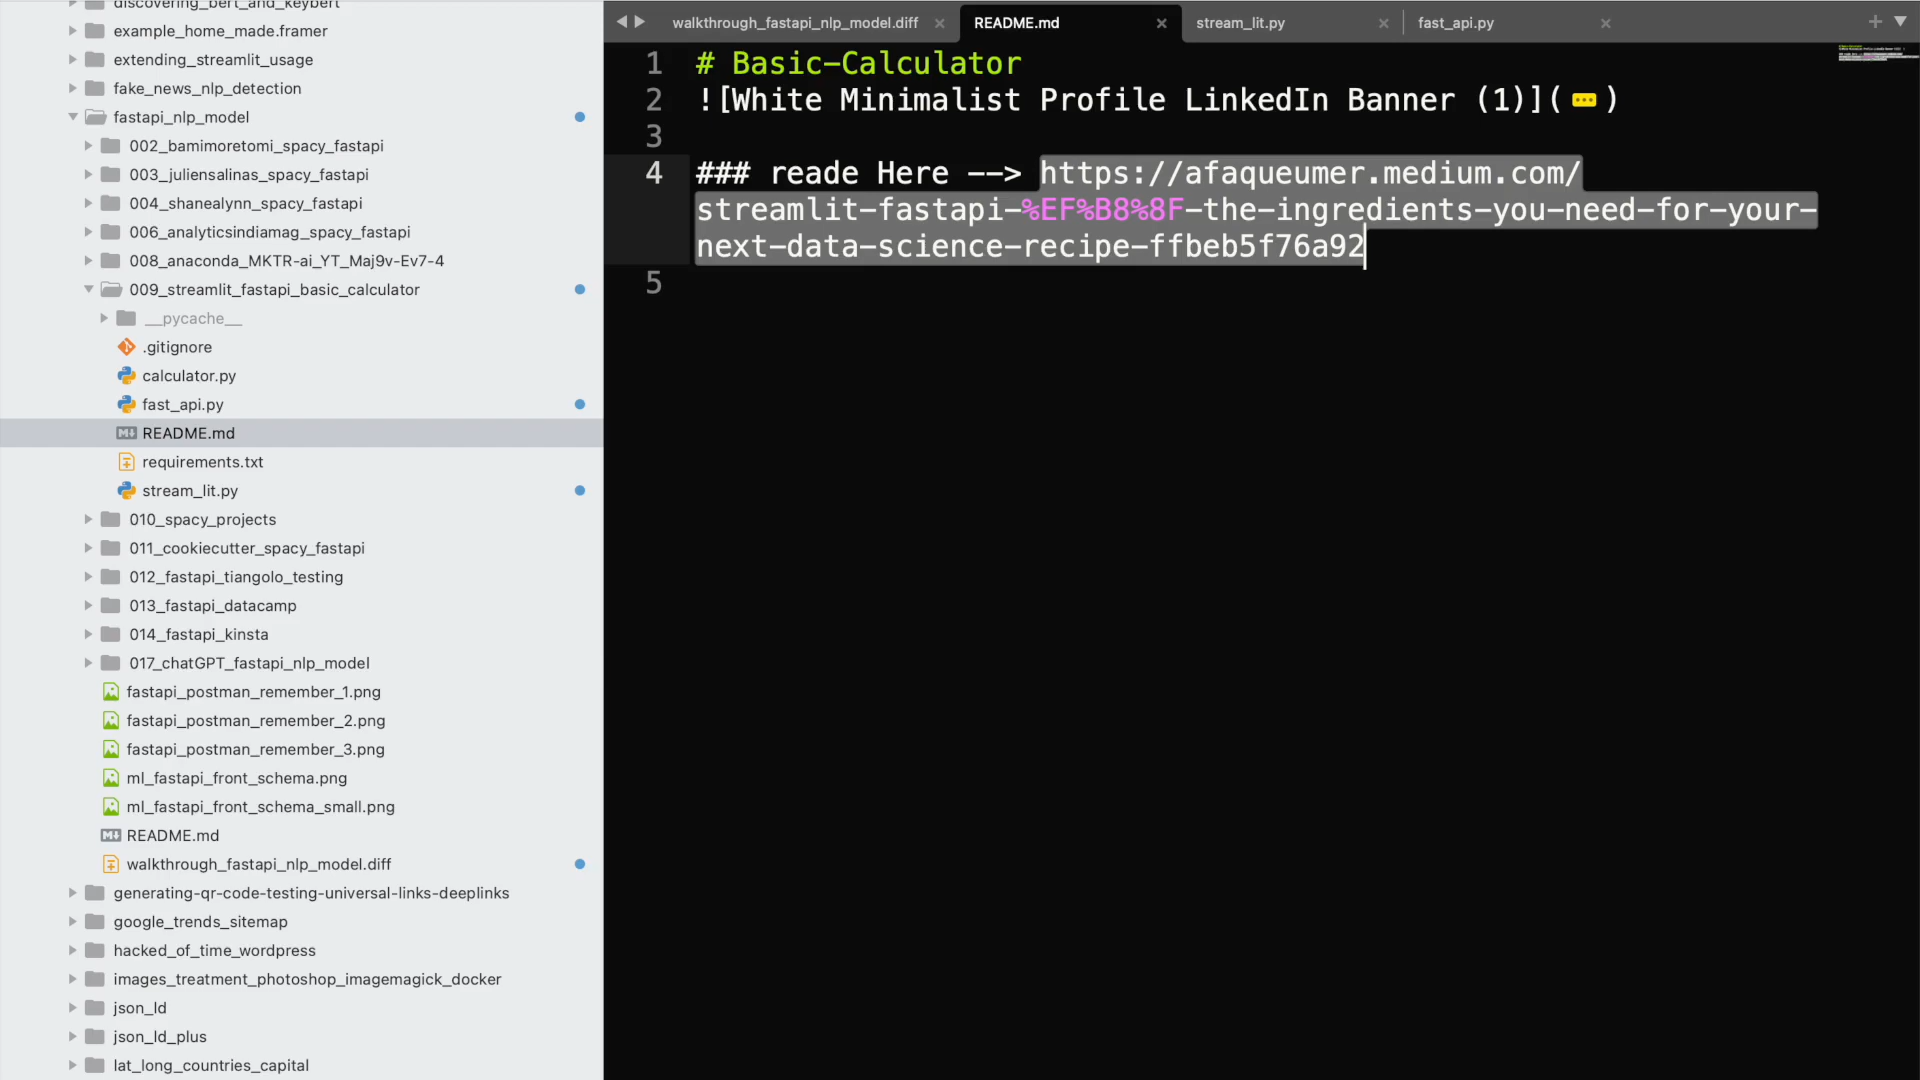 discovering_bert_and_keybert
example_home_made.framer
extending_streamlit_usage
fake_news_nlp_detection
fastapi_nlp_model
002_bamimoretomi_spacy_fastapi
003_juliensalinas_spacy_fastapi
004_shanealynn_spacy_fastapi
006_analyticsindiamag_spacy_fastapi
008_anaconda_MKTR-ai_YT_Maj9v-Ev7-4
009_streamlit_fastapi_basic_calculator
__pycache__
.gitignore
calculator.py
fast_api.py
README.md
requirements.txt
stream_lit.py
010_spacy_projects
011_cookiecutter_spacy_fastapi
012_fastapi_tiangolo_testing
013_fastapi_datacamp
014_fastapi_kinsta
017_chatGPT_fastapi_nlp_model
fastapi_postman_remember_1.png
fastapi_postman_remember_2.png
fastapi_postman_remember_3.png
ml_fastapi_front_schema.png
ml_fastapi_front_schema_small.png
README.md
walkthrough_fastapi_nlp_model.diff
generating-qr-code-testing-universal-links-deeplinks
google_trends_sitemap
hacked_of_time_wordpress
images_treatment_photoshop_imagemagick_docker
json_ld
json_ld_plus
lat_long_countries_capital
walkthrough_fastapi_nlp_model.diff README.md stream_lit.py fast_api.py
1 # Basic-Calculator
2 ![White Minimalist Profile LinkedIn Banner (1)](…)
3
4 ### reade Here --> https://afaqueumer.medium.com/
streamlit-fastapi-%EF%B8%8F-the-ingredients-you-need-for-your-
next-data-science-recipe-ffbeb5f76a92
5